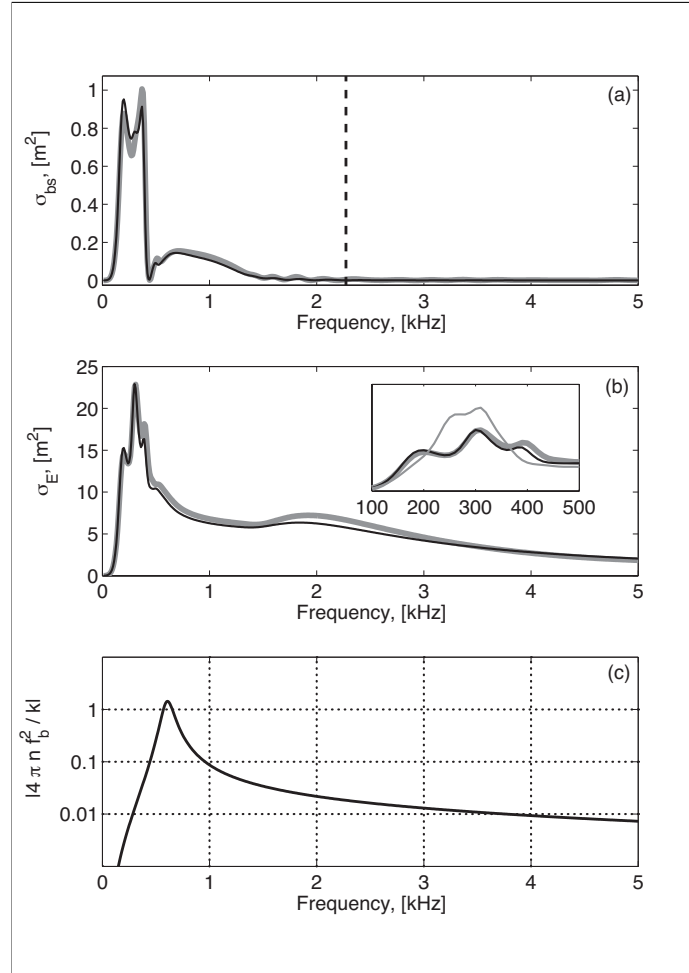 (a)
σbs, [m²]
1
0.8
0.6
0.4
0.2
0
0 1 2 3 4 5
Frequency, [kHz]
(b)
σE, [m²]
25
20
15
10
5
0
100 200 300 400 500
0 1 2 3 4 5
Frequency, [kHz]
(c)
|4 π n f_b² / k|
1
0.1
0.01
0 1 2 3 4 5
Frequency, [kHz]